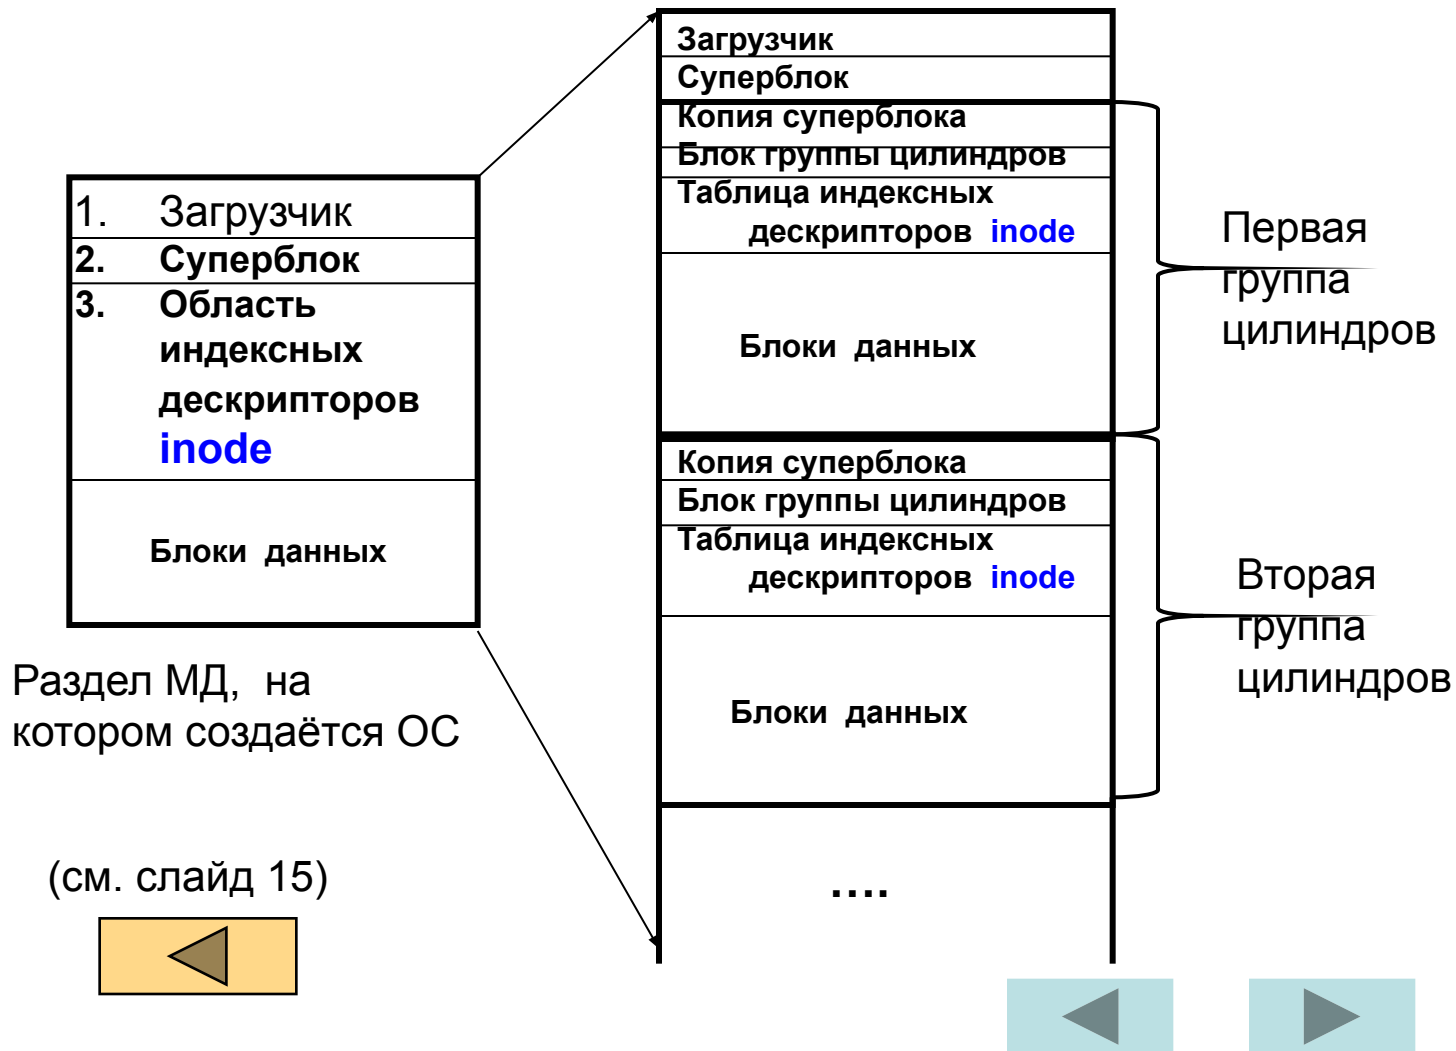 1. Загрузчик
2. Суперблок
3. Область
индексных
дескрипторов
inode
Блоки данных
Раздел МД, на
котором создаётся ОС
(см. слайд 15)
Загрузчик
Суперблок
Копия суперблока
Блок группы цилиндров
Таблица индексных
дескрипторов inode
Блоки данных
Первая
группа
цилиндров
Копия суперблока
Блок группы цилиндров
Таблица индексных
дескрипторов inode
Блоки данных
Вторая
группа
цилиндров
....